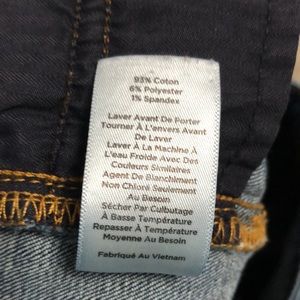 93% Coton
6% Polyester
1% Spandex
Laver Avant De Porter
Tourner À L'envers Avant
De Laver
Laver À La Machine À
L'eau Froide Avec Des
Couleurs Similaires
Agent De Blanchiment
Non Chloré Seulement
Au Besoin
Sécher Par Culbutage
À Basse Température
Repasser À Température
Moyenne Au Besoin
Fabriqué Au Vietnam